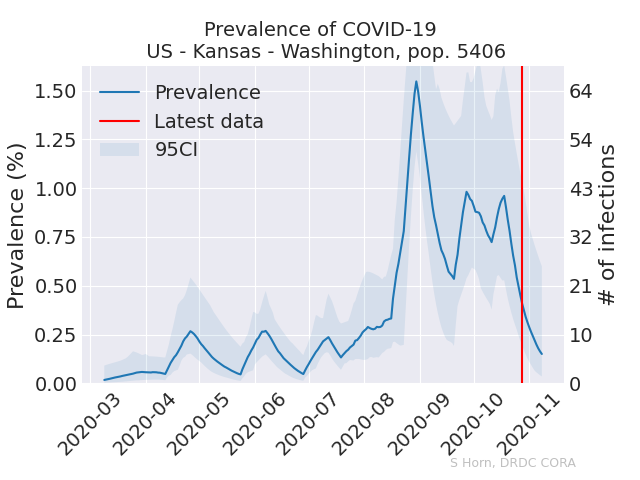 Prevalence of COVID-19
US - Kansas - Washington, pop. 5406
Prevalence (%)
1.50
1.25
1.00
0.75
0.50
0.25
0.00
Prevalence
Latest data
95CI
64
54
43
32
21
10
0
# of infections
2020-03
2020-04
2020-05
2020-06
2020-07
2020-08
2020-09
2020-10
2020-11
S Horn, DRDC CORA